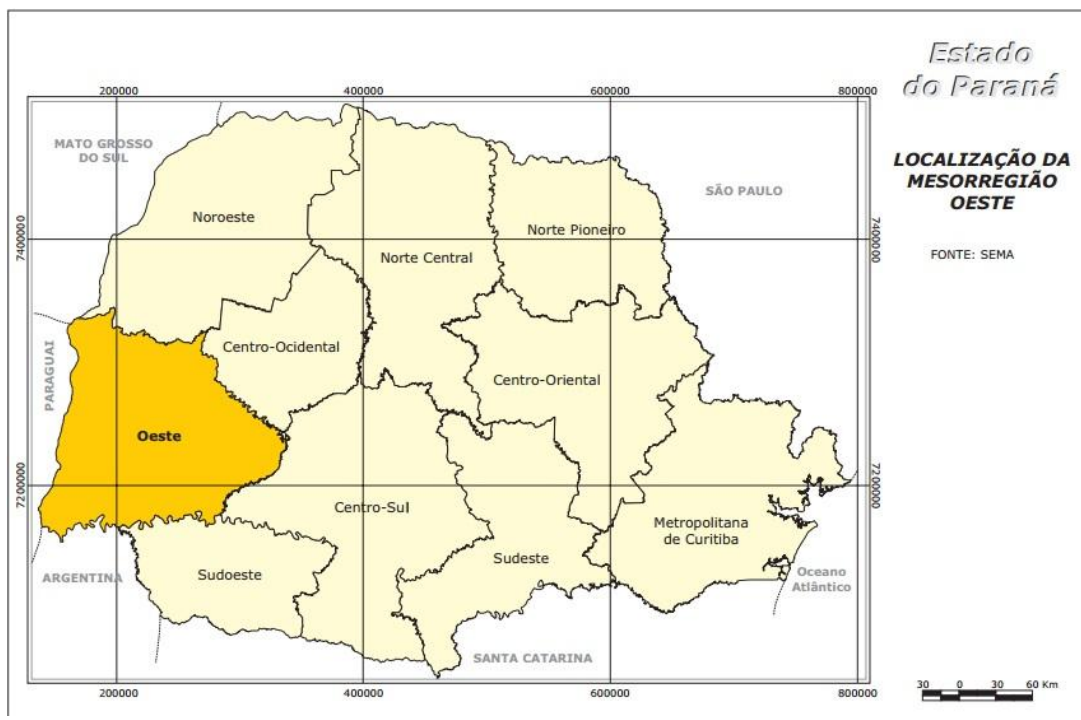 Estado
do Paraná
LOCALIZAÇÃO DA
MESORREGIÃO
OESTE
FONTE: SEMA
200000
400000
600000
800000
MATO GROSSO
DO SUL
SÃO PAULO
Noroeste
Norte Pioneiro
7400000
7400000
Norte Central
PARAGUAI
Centro-Ocidental
Centro-Oriental
Oeste
7200000
7200000
Centro-Sul
Metropolitana
de Curitiba
Sudeste
Sudoeste
ARGENTINA
Oceano
Atlântico
SANTA CATARINA
200000
400000
600000
800000
30 0 30 60 Km